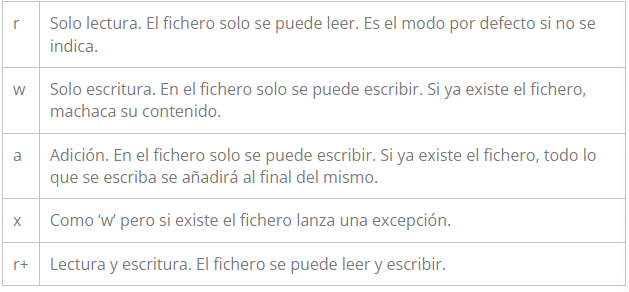 r Solo lectura. El fichero solo se puede leer. Es el modo por defecto si no se
indica.
w Solo escritura. En el fichero solo se puede escribir. Si ya existe el fichero,
machaca su contenido.
a Adición. En el fichero solo se puede escribir. Si ya existe el fichero, todo lo
que se escriba se añadirá al final del mismo.
x Como ‘w’ pero si existe el fichero lanza una excepción.
r+ Lectura y escritura. El fichero se puede leer y escribir.